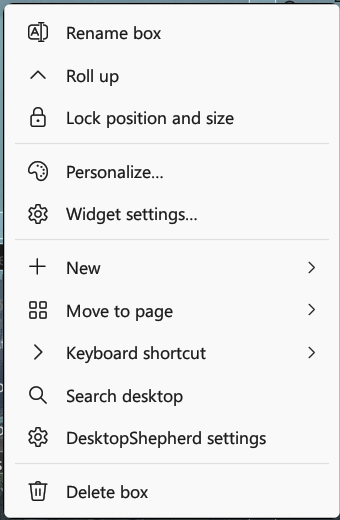 Rename box
Roll up
Lock position and size
Personalize...
Widget settings...
New
Move to page
Keyboard shortcut
Search desktop
DesktopShepherd settings
Delete box